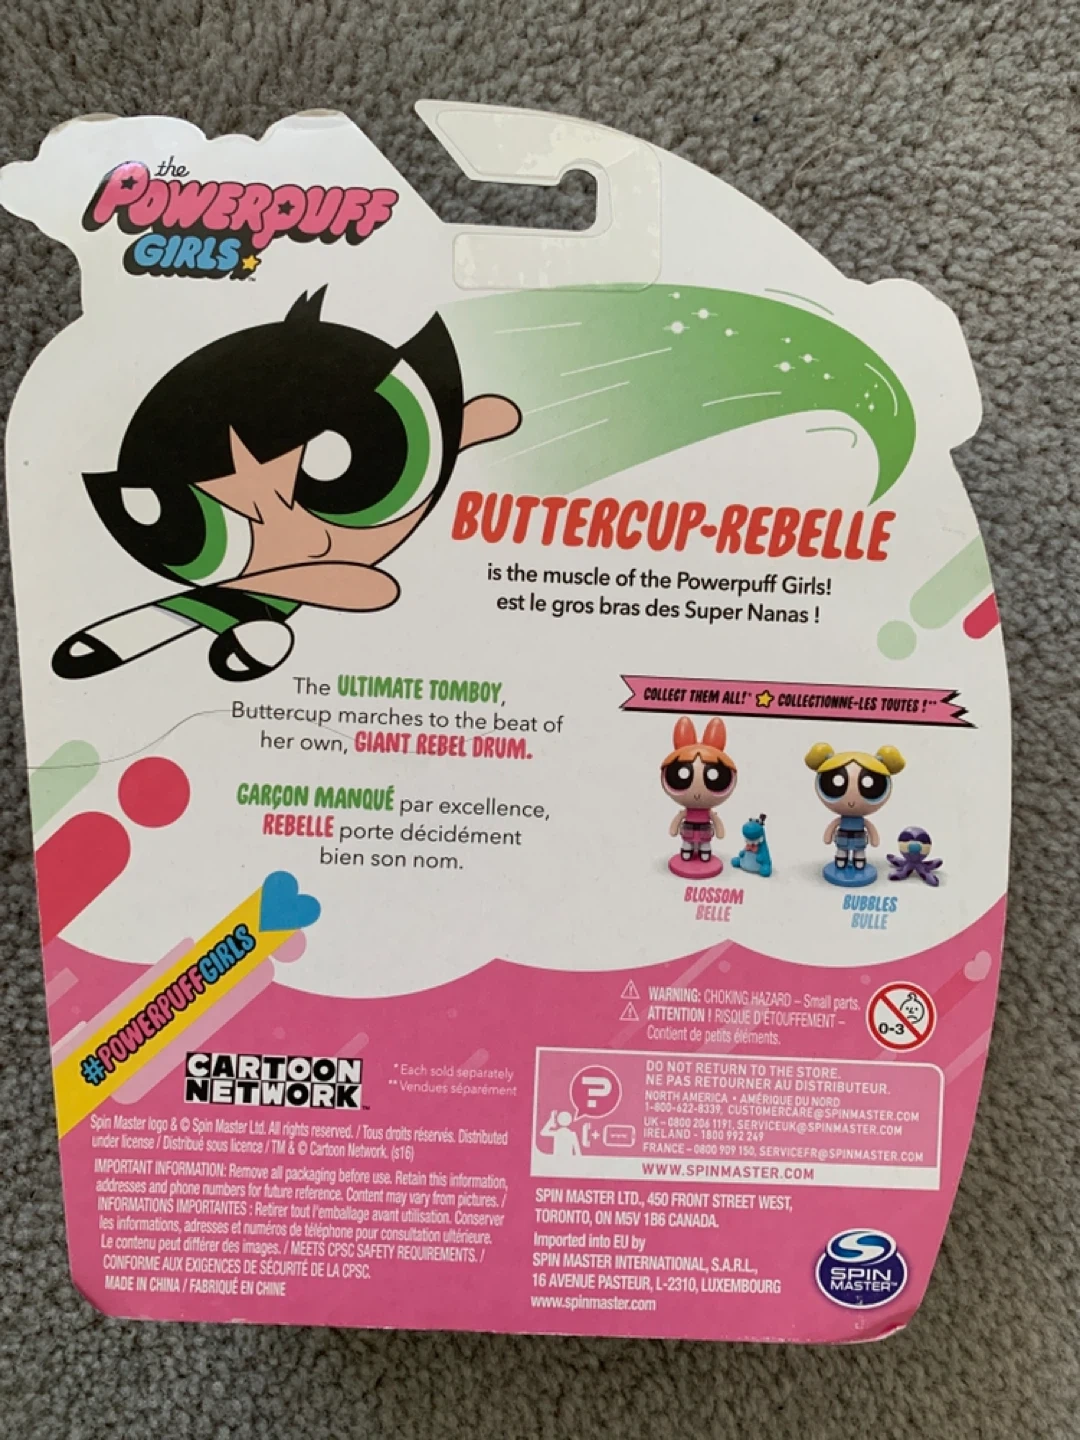 the
POWERPUFF
GIRLS
BUTTERCUP-REBELLE
is the muscle of the Powerpuff Girls!
est le gros bras des Super Nanas !
The ULTIMATE TOMBOY,
Buttercup marches to the beat of
her own, GIANT REBEL DRUM.
GARÇON MANQUÉ par excellence,
REBELLE porte décidément
bien son nom.
COLLECT THEM ALL!* COLLECTIONNE-LES TOUTES !**
BLOSSOM
BELLE
BUBBLES
BULLE
#POWERPUFFGIRLS
WARNING: CHOKING HAZARD – Small parts.
ATTENTION ! RISQUE D'ÉTOUFFEMENT –
Contient de petits éléments.
0-3
CARTOON
NETWORK™
*Each sold separately
**Vendues séparément
Spin Master logo & © Spin Master Ltd. All rights reserved. / Tous droits réservés. Distributed
under license / Distribué sous licence / TM & © Cartoon Network. (s16)
IMPORTANT INFORMATION: Remove all packaging before use. Retain this information,
addresses and phone numbers for future reference. Content may vary from pictures. /
INFORMATIONS IMPORTANTES : Retirer tout l'emballage avant utilisation. Conserver
les informations, adresses et numéros de téléphone pour consultation ultérieure.
Le contenu peut différer des images. / MEETS CPSC SAFETY REQUIREMENTS. /
CONFORME AUX EXIGENCES DE SÉCURITÉ DE LA CPSC.
MADE IN CHINA / FABRIQUÉ EN CHINE
?
DO NOT RETURN TO THE STORE.
NE PAS RETOURNER AU DISTRIBUTEUR.
NORTH AMERICA • AMÉRIQUE DU NORD
1-800-622-8339, CUSTOMERCARE@SPINMASTER.COM
UK - 0800 206 1191, SERVICEUK@SPINMASTER.COM
IRELAND - 1800 992 249
FRANCE - 0800 909 150, SERVICEFR@SPINMASTER.COM
WWW.SPINMASTER.COM
SPIN MASTER LTD., 450 FRONT STREET WEST,
TORONTO, ON M5V 1B6 CANADA.
Imported into EU by
SPIN MASTER INTERNATIONAL, S.A.R.L.,
16 AVENUE PASTEUR, L-2310, LUXEMBOURG
www.spinmaster.com
SPIN
MASTER™